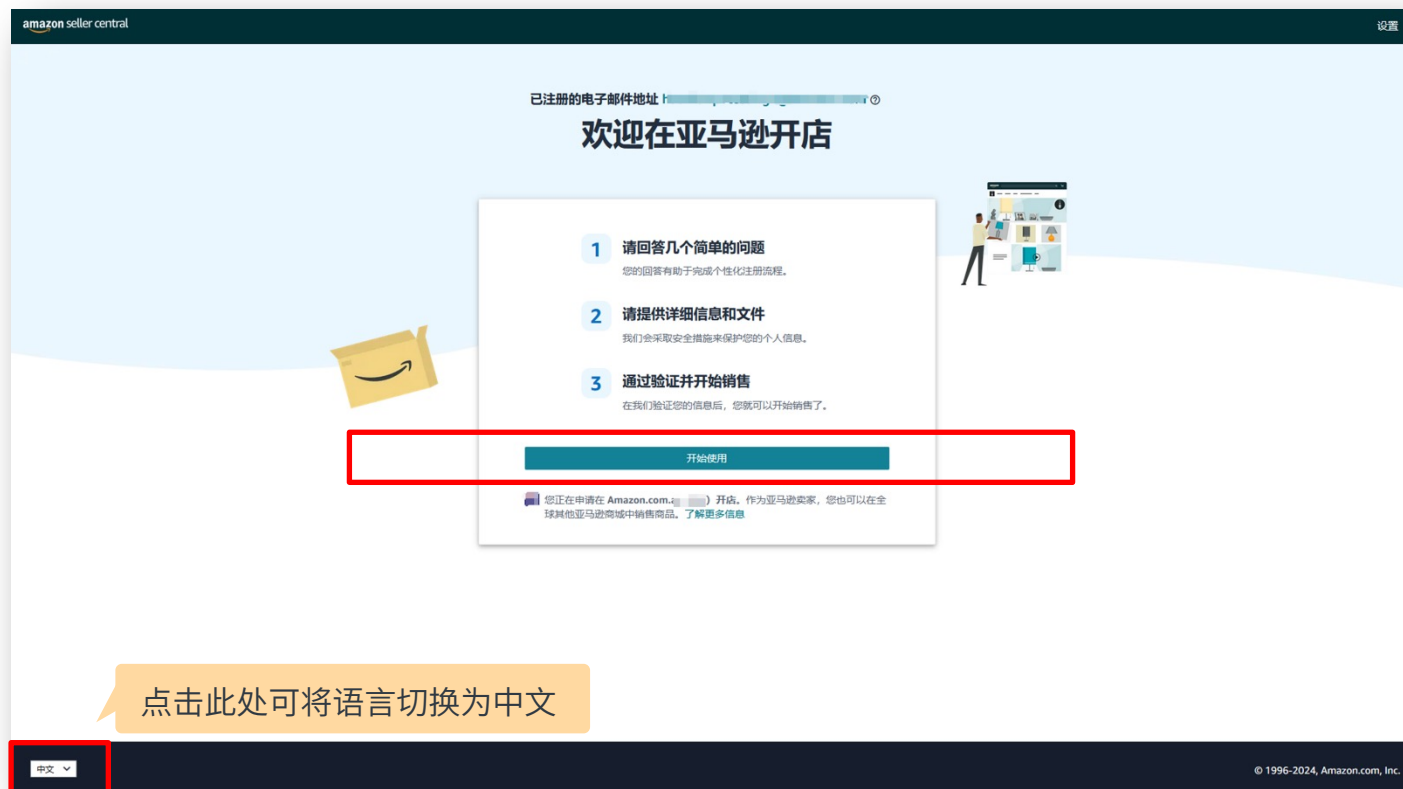 amazon seller central
设置
已注册的电子邮件地址
欢迎在亚马逊开店
1 请回答几个简单的问题
您的回答有助于完成个性化注册流程。
2 请提供详细信息和文件
我们会采取安全措施来保护您的个人信息。
3 通过验证并开始销售
在我们验证您的信息后，您就可以开始销售了。
开始使用
您正在申请在 Amazon.com. ) 开店。作为亚马逊卖家，您也可以在全
球其他亚马逊商城中销售商品。了解更多信息
点击此处可将语言切换为中文
中文
© 1996-2024, Amazon.com, Inc.